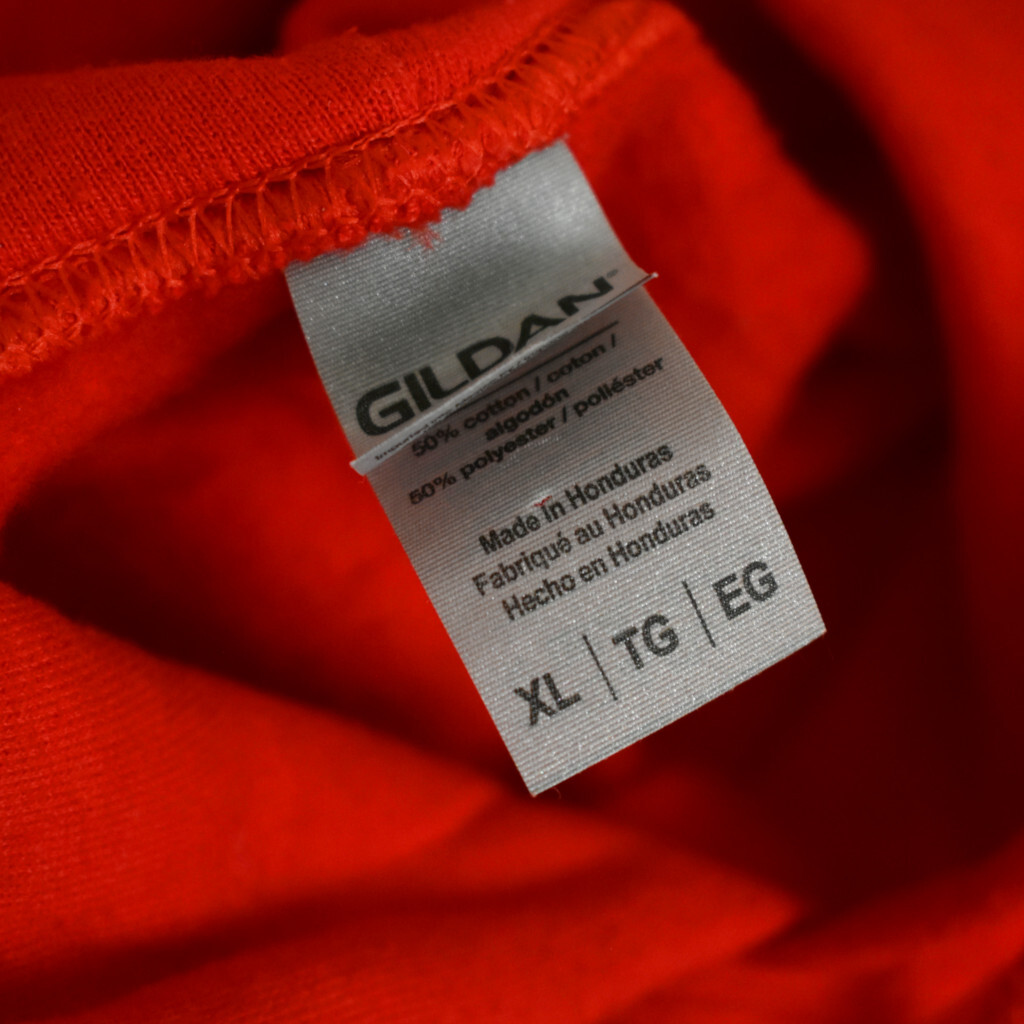 GILDAN
50% cotton / coton /
algodón
50% polyester / poliéster
Made in Honduras
Fabriqué au Honduras
Hecho en Honduras
XL | TG | EG